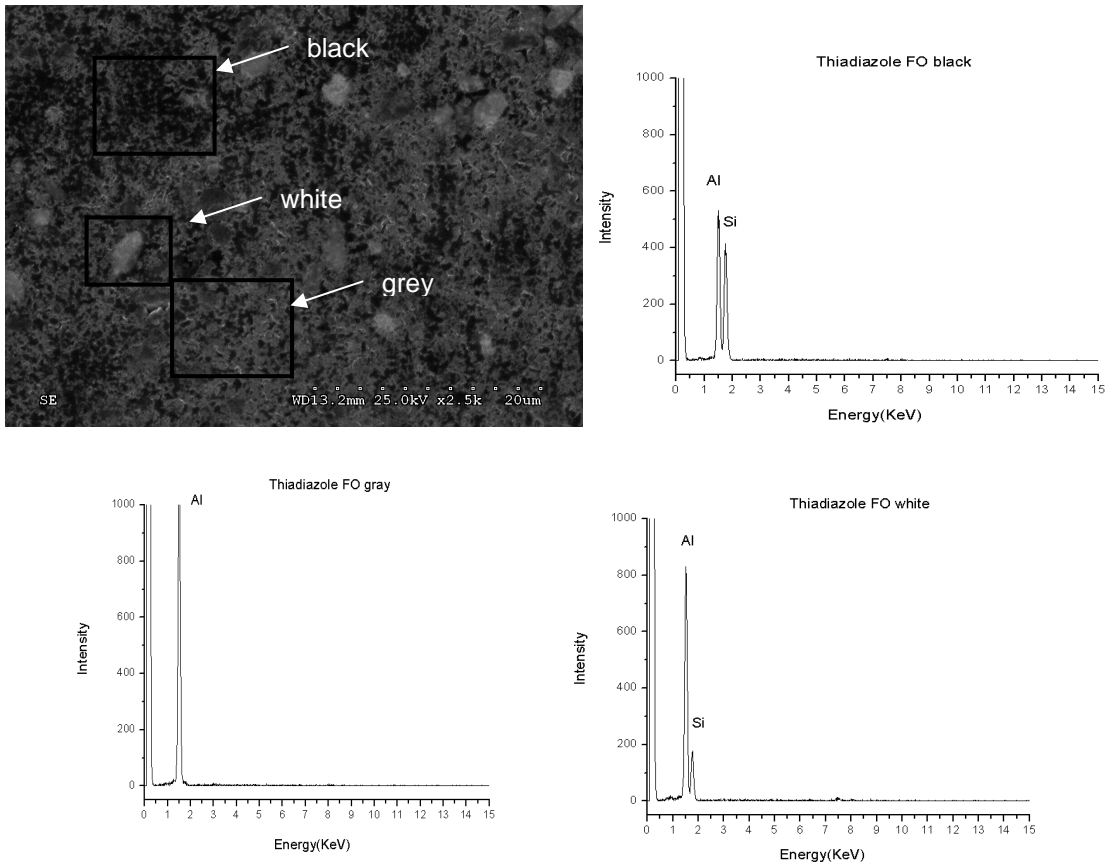 black
white
grey
SE
WD13.2mm 25.0kV x2.5k 20um
Thiadiazole FO black
1000
800
600
400
200
0
Al
Si
Intensity
0 1 2 3 4 5 6 7 8 9 10 11 12 13 14 15
Energy(KeV)
Thiadiazole FO gray
Al
1000
800
600
400
200
0
Intensity
0 1 2 3 4 5 6 7 8 9 10 11 12 13 14 15
Energy(KeV)
Thiadiazole FO white
1000
800
600
400
200
0
Al
Si
Intensity
0 1 2 3 4 5 6 7 8 9 10 11 12 13 14 15
Energy(KeV)